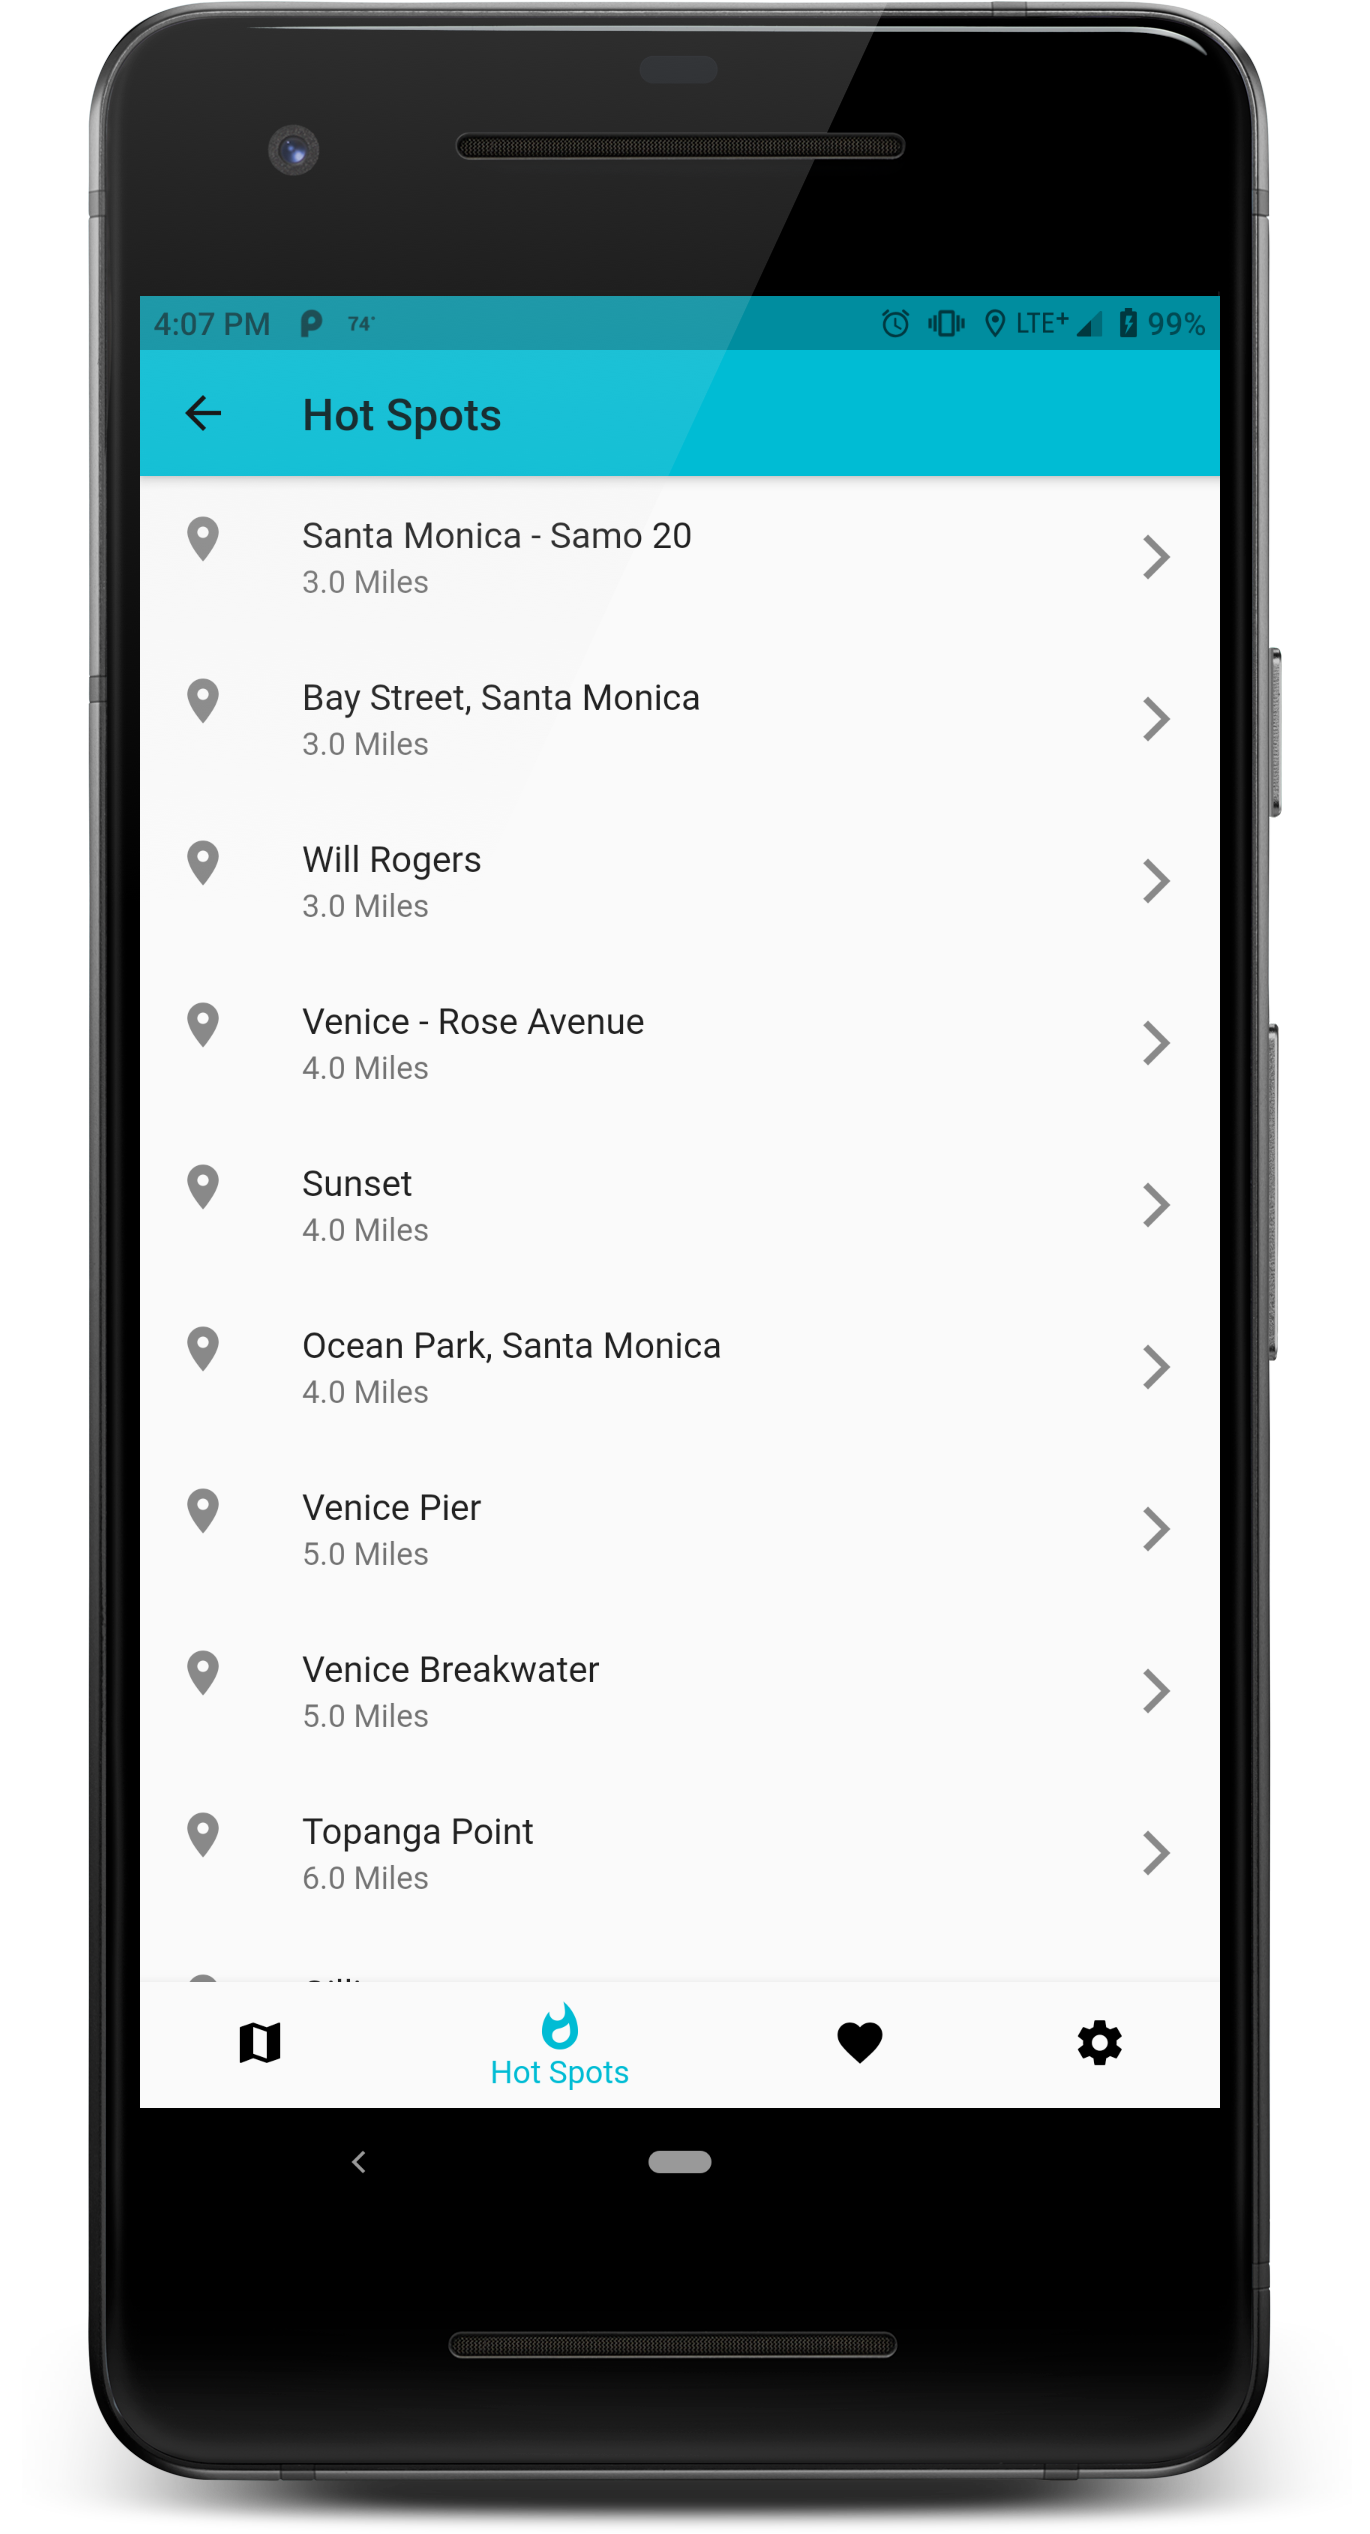 4:07 PM 74° LTE+ 99%
Hot Spots
Santa Monica - Samo 20
3.0 Miles
Bay Street, Santa Monica
3.0 Miles
Will Rogers
3.0 Miles
Venice - Rose Avenue
4.0 Miles
Sunset
4.0 Miles
Ocean Park, Santa Monica
4.0 Miles
Venice Pier
5.0 Miles
Venice Breakwater
5.0 Miles
Topanga Point
6.0 Miles
Hot Spots